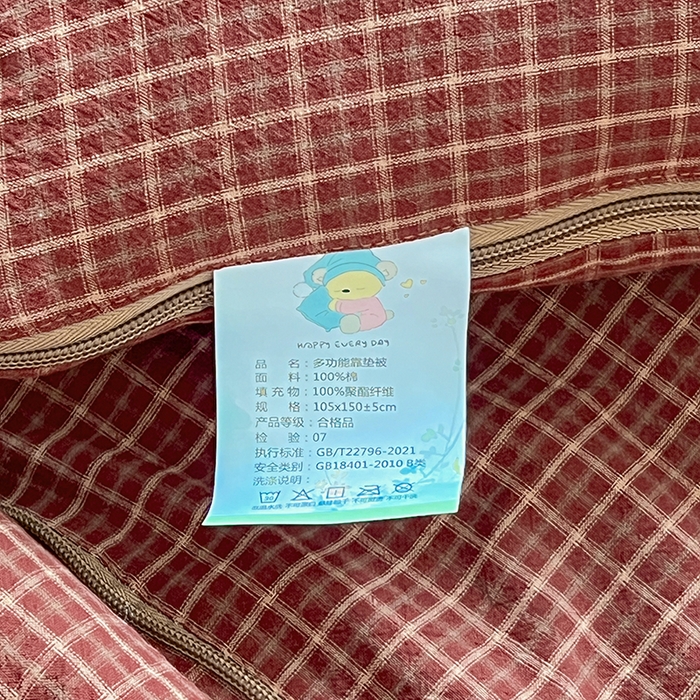 HAPPY EVERY DAY
品 名：多功能靠垫被
面 料：100%棉
填 充 物：100%聚酯纤维
规 格：105x150±5cm
产品等级：合格品
检 验：07
执行标准：GB/T22796-2021
安全类别：GB18401-2010 B类
洗涤说明：